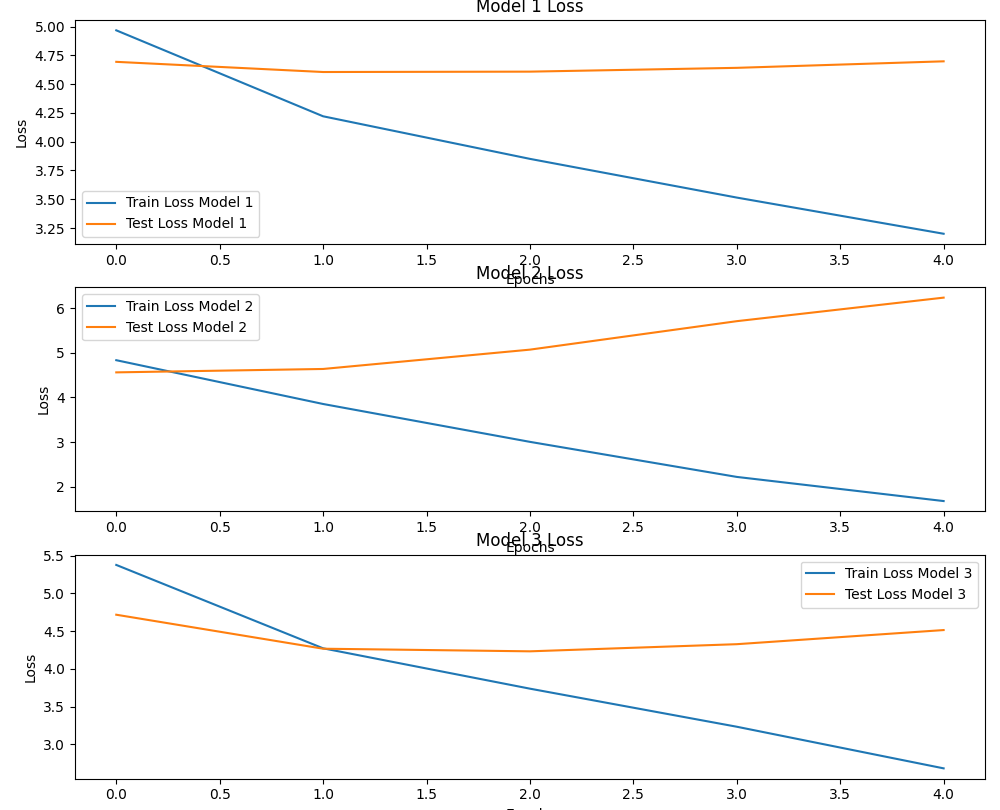 Model 1 Loss
5.00
4.75
4.50
4.25
4.00
3.75
3.50
3.25
Loss
Train Loss Model 1
Test Loss Model 1
0.0 0.5 1.0 1.5 2.0 2.5 3.0 3.5 4.0
Epochs
Model 2 Loss
6
5
4
3
2
Loss
Train Loss Model 2
Test Loss Model 2
0.0 0.5 1.0 1.5 2.0 2.5 3.0 3.5 4.0
Epochs
Model 3 Loss
5.5
5.0
4.5
4.0
3.5
3.0
Loss
Train Loss Model 3
Test Loss Model 3
0.0 0.5 1.0 1.5 2.0 2.5 3.0 3.5 4.0